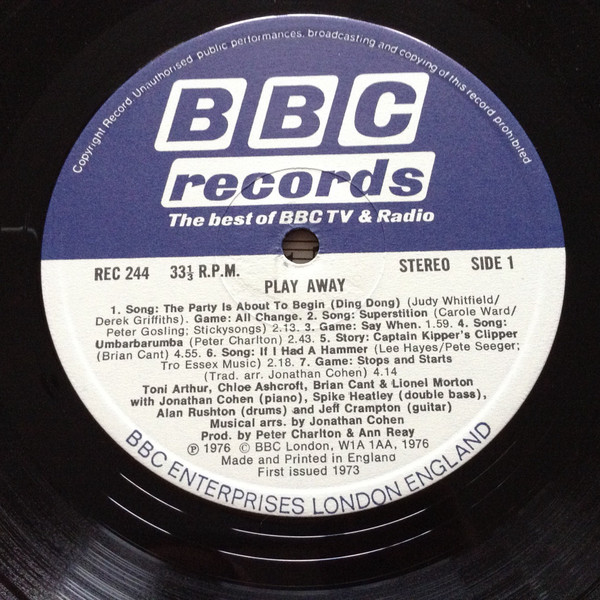 Copyright Record. Unauthorised public performances, broadcasting and copying of this record prohibited
BBC
records
The best of BBC TV & Radio
REC 244 33⅓ R.P.M. STEREO SIDE 1
PLAY AWAY
1. Song: The Party Is About To Begin (Ding Dong) (Judy Whitfield/
Derek Griffiths). Game: All Change. 2. Song: Superstition (Carole Ward/
Peter Gosling; Stickysongs) 2.13. 3. Game: Say When. 1.59. 4. Song:
Umbarbarumba (Peter Charlton) 2.43. 5. Story: Captain Kipper's Clipper
(Brian Cant) 4.55. 6. Song: If I Had A Hammer (Lee Hayes/Pete Seeger;
Tro Essex Music) 2.18. 7. Game: Stops and Starts
(Trad. arr. Jonathan Cohen) 4.14
Toni Arthur, Chloe Ashcroft, Brian Cant & Lionel Morton
with Jonathan Cohen (piano), Spike Heatley (double bass),
Alan Rushton (drums) and Jeff Crampton (guitar)
Musical arrs. by Jonathan Cohen
Prod. by Peter Charlton & Ann Reay
℗ 1976 © BBC London, W1A 1AA, 1976
Made and Printed in England
First issued 1973
BBC ENTERPRISES LONDON ENGLAND